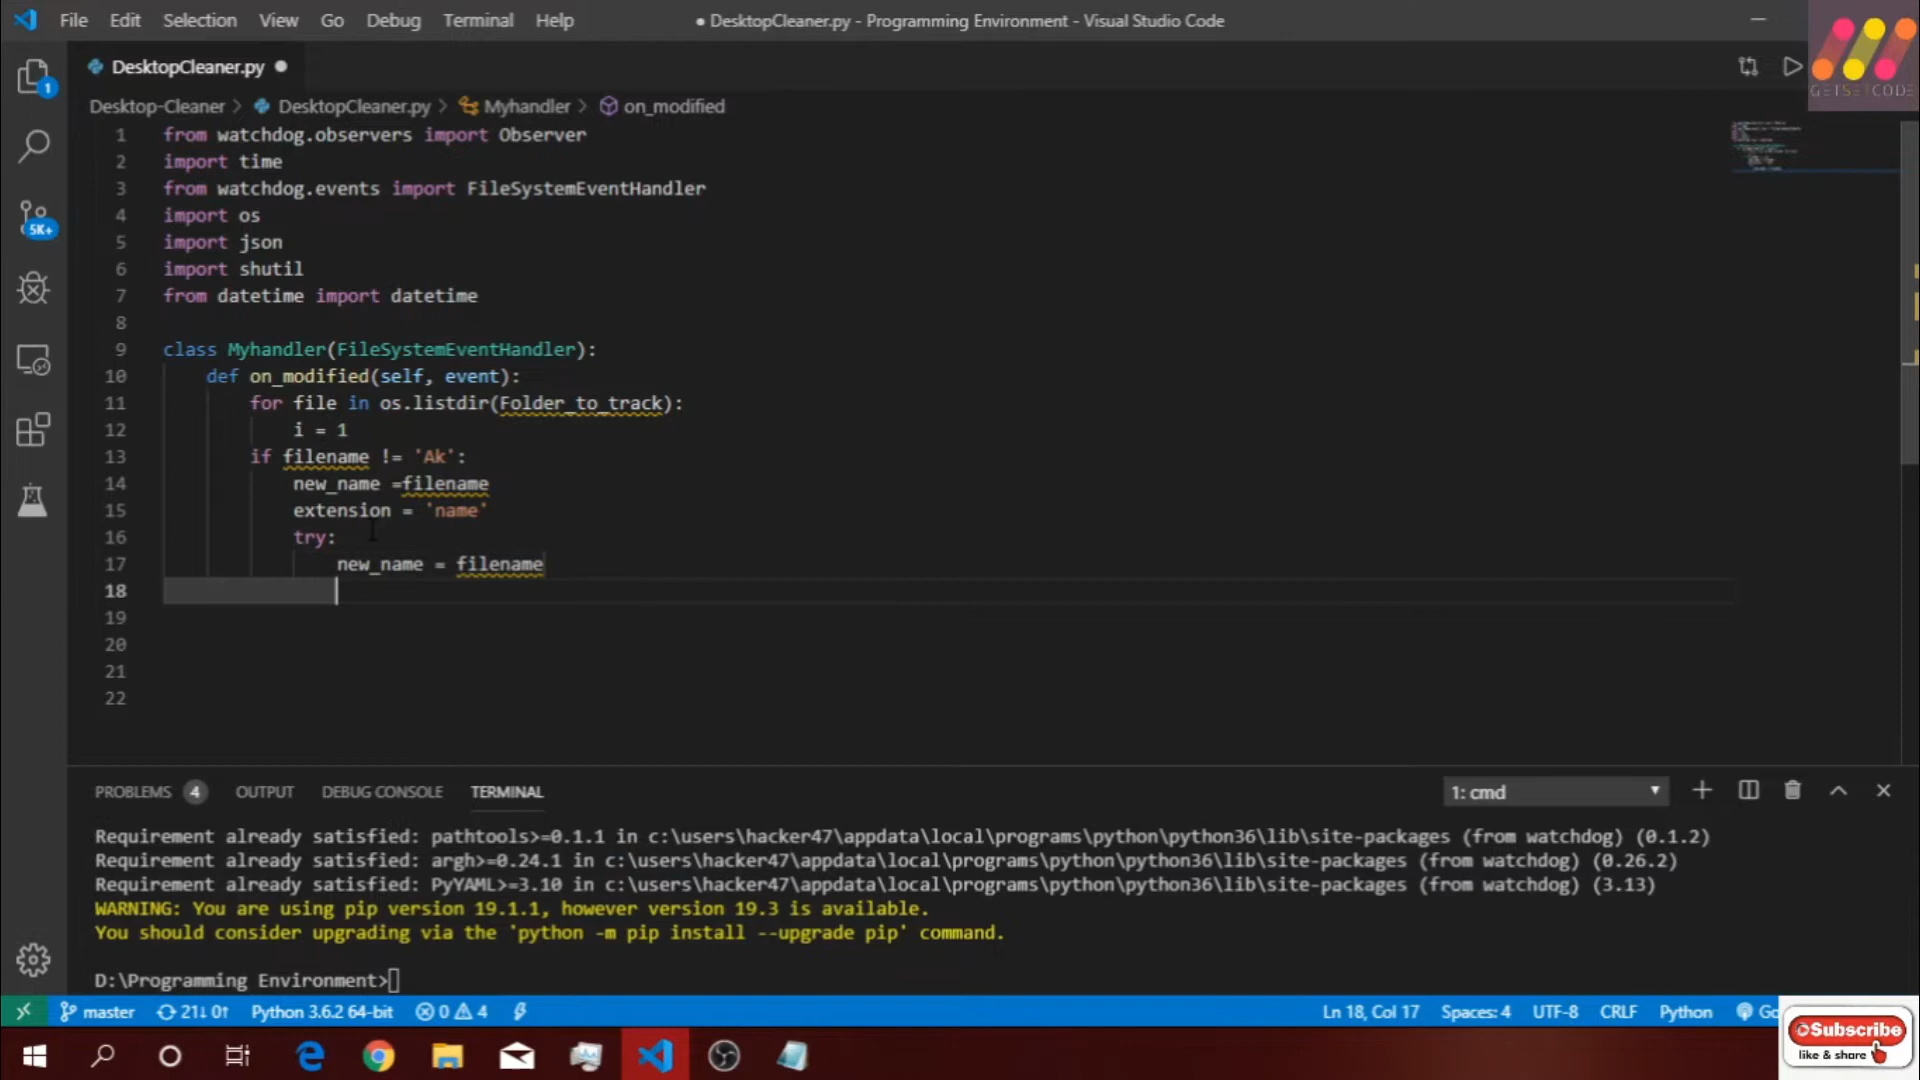 File Edit Selection View Go Debug Terminal Help ● DesktopCleaner.py - Programming Environment - Visual Studio Code
DesktopCleaner.py
GETSETCODE
Desktop-Cleaner > DesktopCleaner.py > Myhandler > on_modified
1 from watchdog.observers import Observer
2 import time
3 from watchdog.events import FileSystemEventHandler
4 import os
5 import json
6 import shutil
7 from datetime import datetime
8
9 class Myhandler(FileSystemEventHandler):
10 def on_modified(self, event):
11 for file in os.listdir(Folder_to_track):
12 i = 1
13 if filename != 'Ak':
14 new_name =filename
15 extension = 'name'
16 try:
17 new_name = filename
18
19
20
21
22
1
5K+
PROBLEMS 4 OUTPUT DEBUG CONSOLE TERMINAL 1: cmd
Requirement already satisfied: pathtools>=0.1.1 in c:\users\hacker47\appdata\local\programs\python\python36\lib\site-packages (from watchdog) (0.1.2)
Requirement already satisfied: argh>=0.24.1 in c:\users\hacker47\appdata\local\programs\python\python36\lib\site-packages (from watchdog) (0.26.2)
Requirement already satisfied: PyYAML>=3.10 in c:\users\hacker47\appdata\local\programs\python\python36\lib\site-packages (from watchdog) (3.13)
WARNING: You are using pip version 19.1.1, however version 19.3 is available.
You should consider upgrading via the 'python -m pip install --upgrade pip' command.
D:\Programming Environment>
master 21↓ 0↑ Python 3.6.2 64-bit 0 4 Ln 18, Col 17 Spaces: 4 UTF-8 CRLF Python Go
Subscribe
like & share